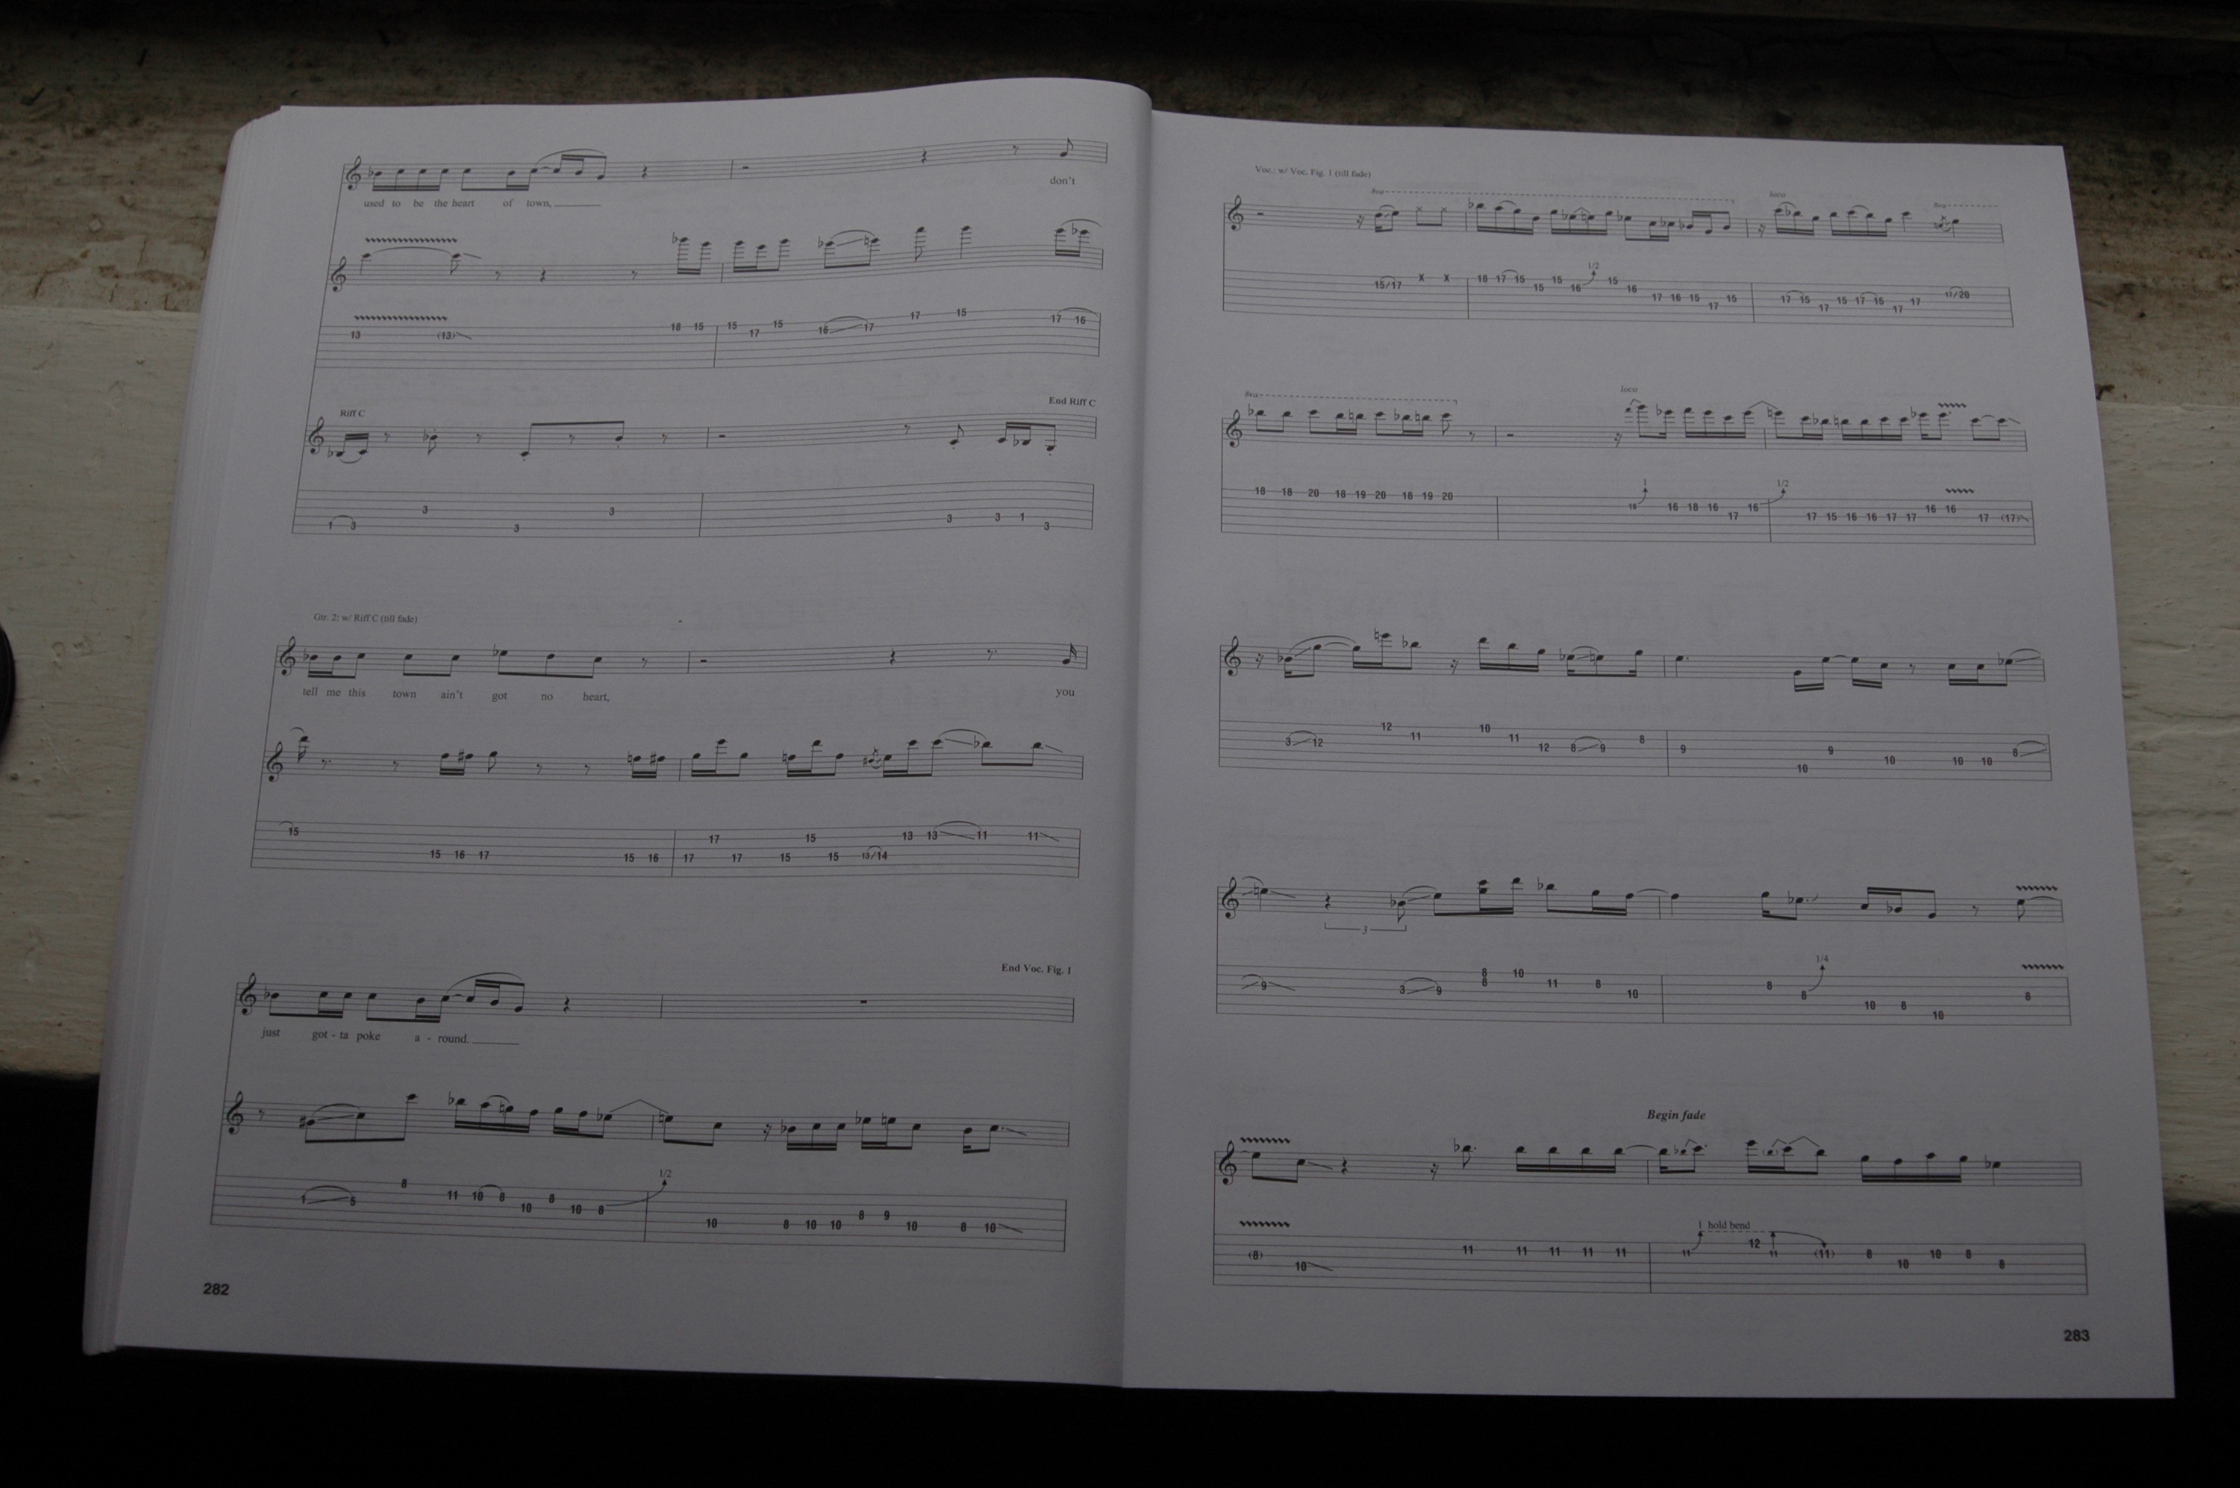 don't
used to be the heart of town,
13 (13) 18 15 15 17 15 16 17 17 15 17 16
Riff C
End Riff C
1 3 3 3 3 3 3 1 3
Gtr. 2: w/ Riff C (till fade)
tell me this town ain't got no heart, you
15 15 16 17 15 16 17 17 17 15 15 15 13/14 13 13 11 11
End Voc. Fig. 1
just got - ta poke a - round.
1/2
1 5 8 11 10 8 10 8 10 8 10 8 10 10 8 9 10 8 10
282
Voc.: w/ Voc. Fig. 1 (till fade)
8va loco 8va
1/2
15/17 X X 18 17 15 15 15 16 15 16 17 16 15 17 15 17 15 17 15 17 15 17 17 17/20
8va loco
1 1/2
18 18 20 18 19 20 18 19 20 18 16 18 16 17 16 17 15 16 16 17 17 16 16 17 (17)
3 12 12 11 10 11 12 8 9 8 9 10 9 10 10 10 8
3
1/4
9 3 9 8 8 10 11 8 10 8 8 10 8 10 8
Begin fade
1 hold bend
(8) 10 11 11 11 11 11 11 12 11 (11) 8 10 10 8 8
283